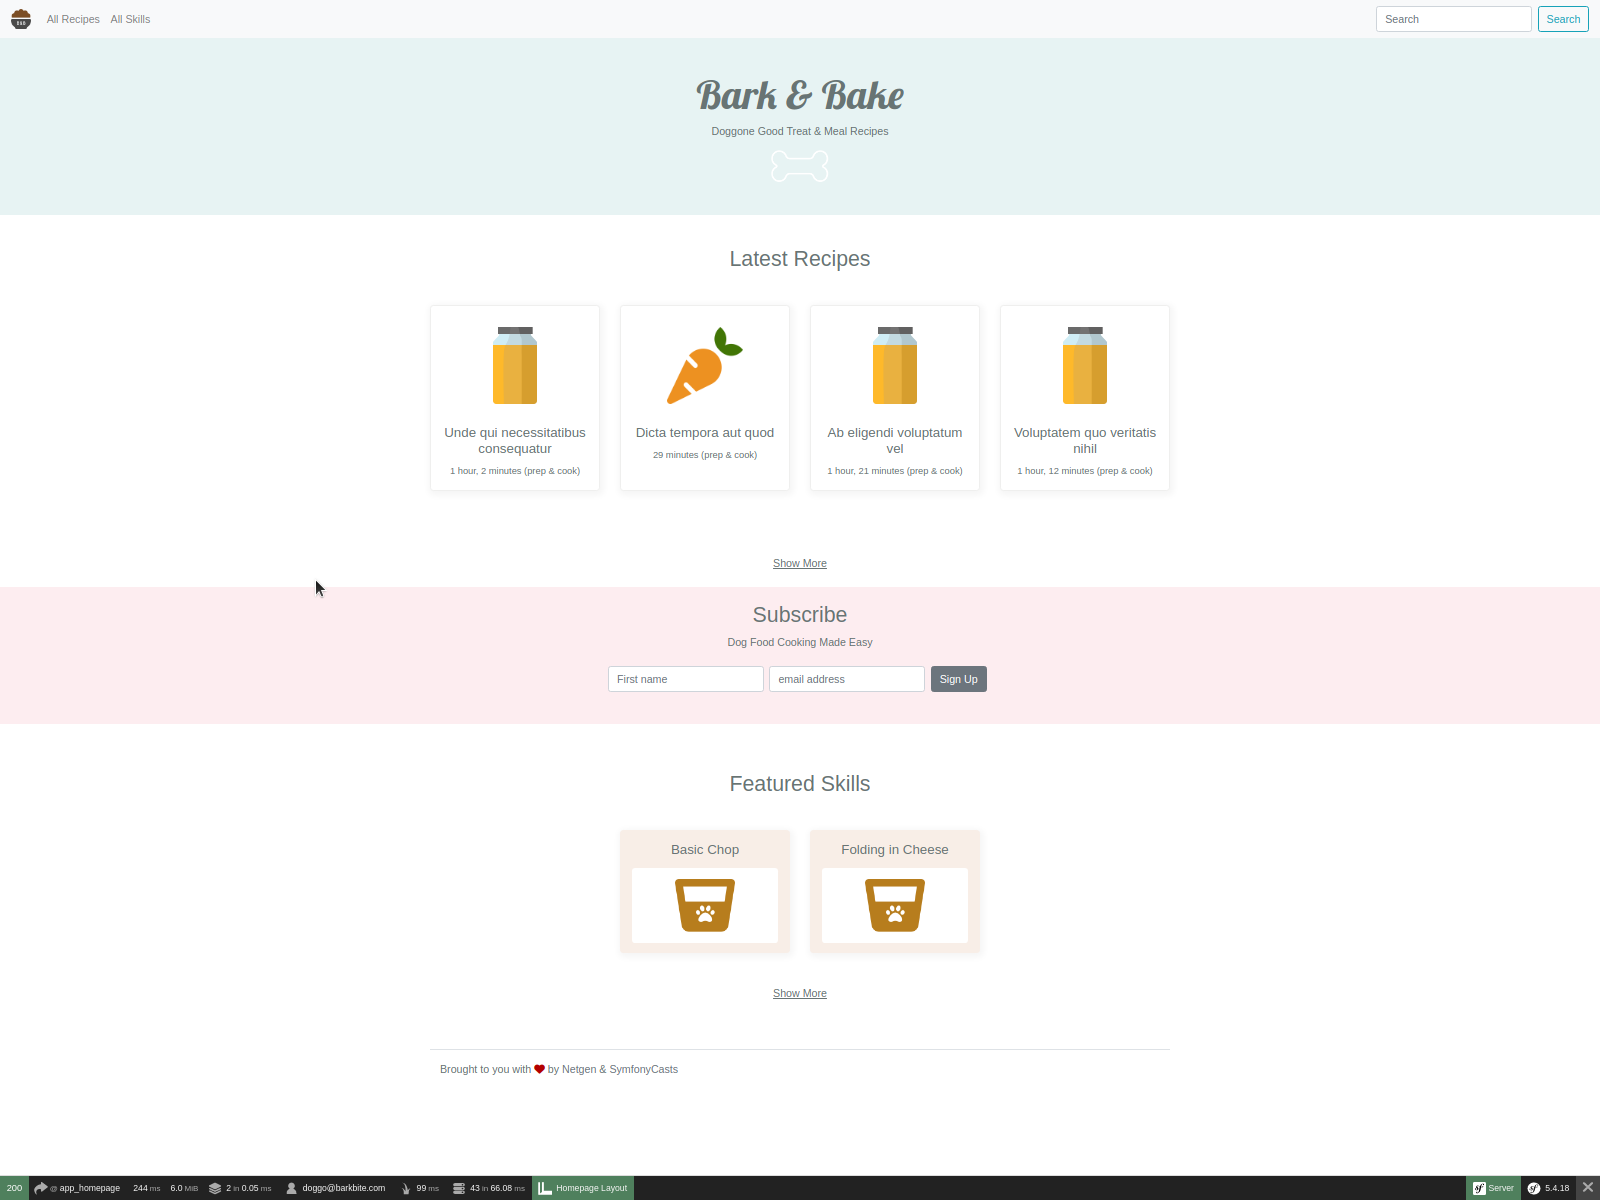 All Recipes All Skills Search Search
Bark & Bake
Doggone Good Treat & Meal Recipes
Latest Recipes
Unde qui necessitatibus
consequatur
1 hour, 2 minutes (prep & cook)
Dicta tempora aut quod
29 minutes (prep & cook)
Ab eligendi voluptatum
vel
1 hour, 21 minutes (prep & cook)
Voluptatem quo veritatis
nihil
1 hour, 12 minutes (prep & cook)
Show More
Subscribe
Dog Food Cooking Made Easy
First name email address Sign Up
Featured Skills
Basic Chop
Folding in Cheese
Show More
Brought to you with by Netgen & SymfonyCasts
200 @ app_homepage 244 ms 6.0 MiB 2 in 0.05 ms doggo@barkbite.com 99 ms 43 in 66.08 ms Homepage Layout Server 5.4.18